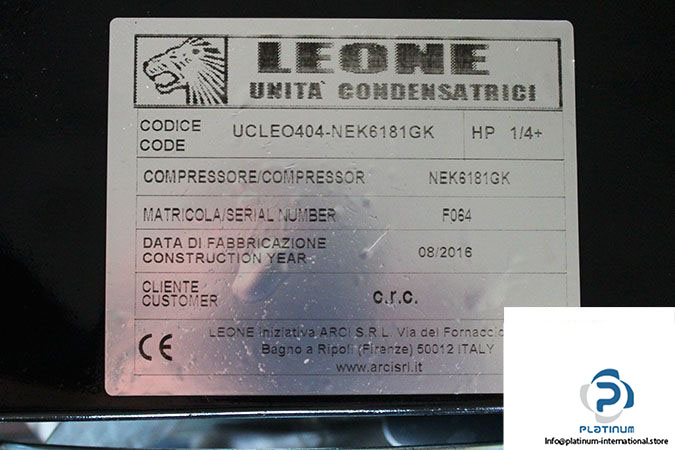 LEONE
UNITA' CONDENSATRICI
CODICE UCLEO404-NEK6181GK HP 1/4+
CODE
COMPRESSORE/COMPRESSOR NEK6181GK
MATRICOLA/SERIAL NUMBER F064
DATA DI FABBRICAZIONE 08/2016
CONSTRUCTION YEAR
CLIENTE c.r.c.
CUSTOMER
CE
LEONE iniziativa ARCI S.R.L. Via dei Fornaccio
Bagno a Ripoli (Firenze) 50012 ITALY
www.arcisrl.it
PLATINUM
Info@platinum-international.store